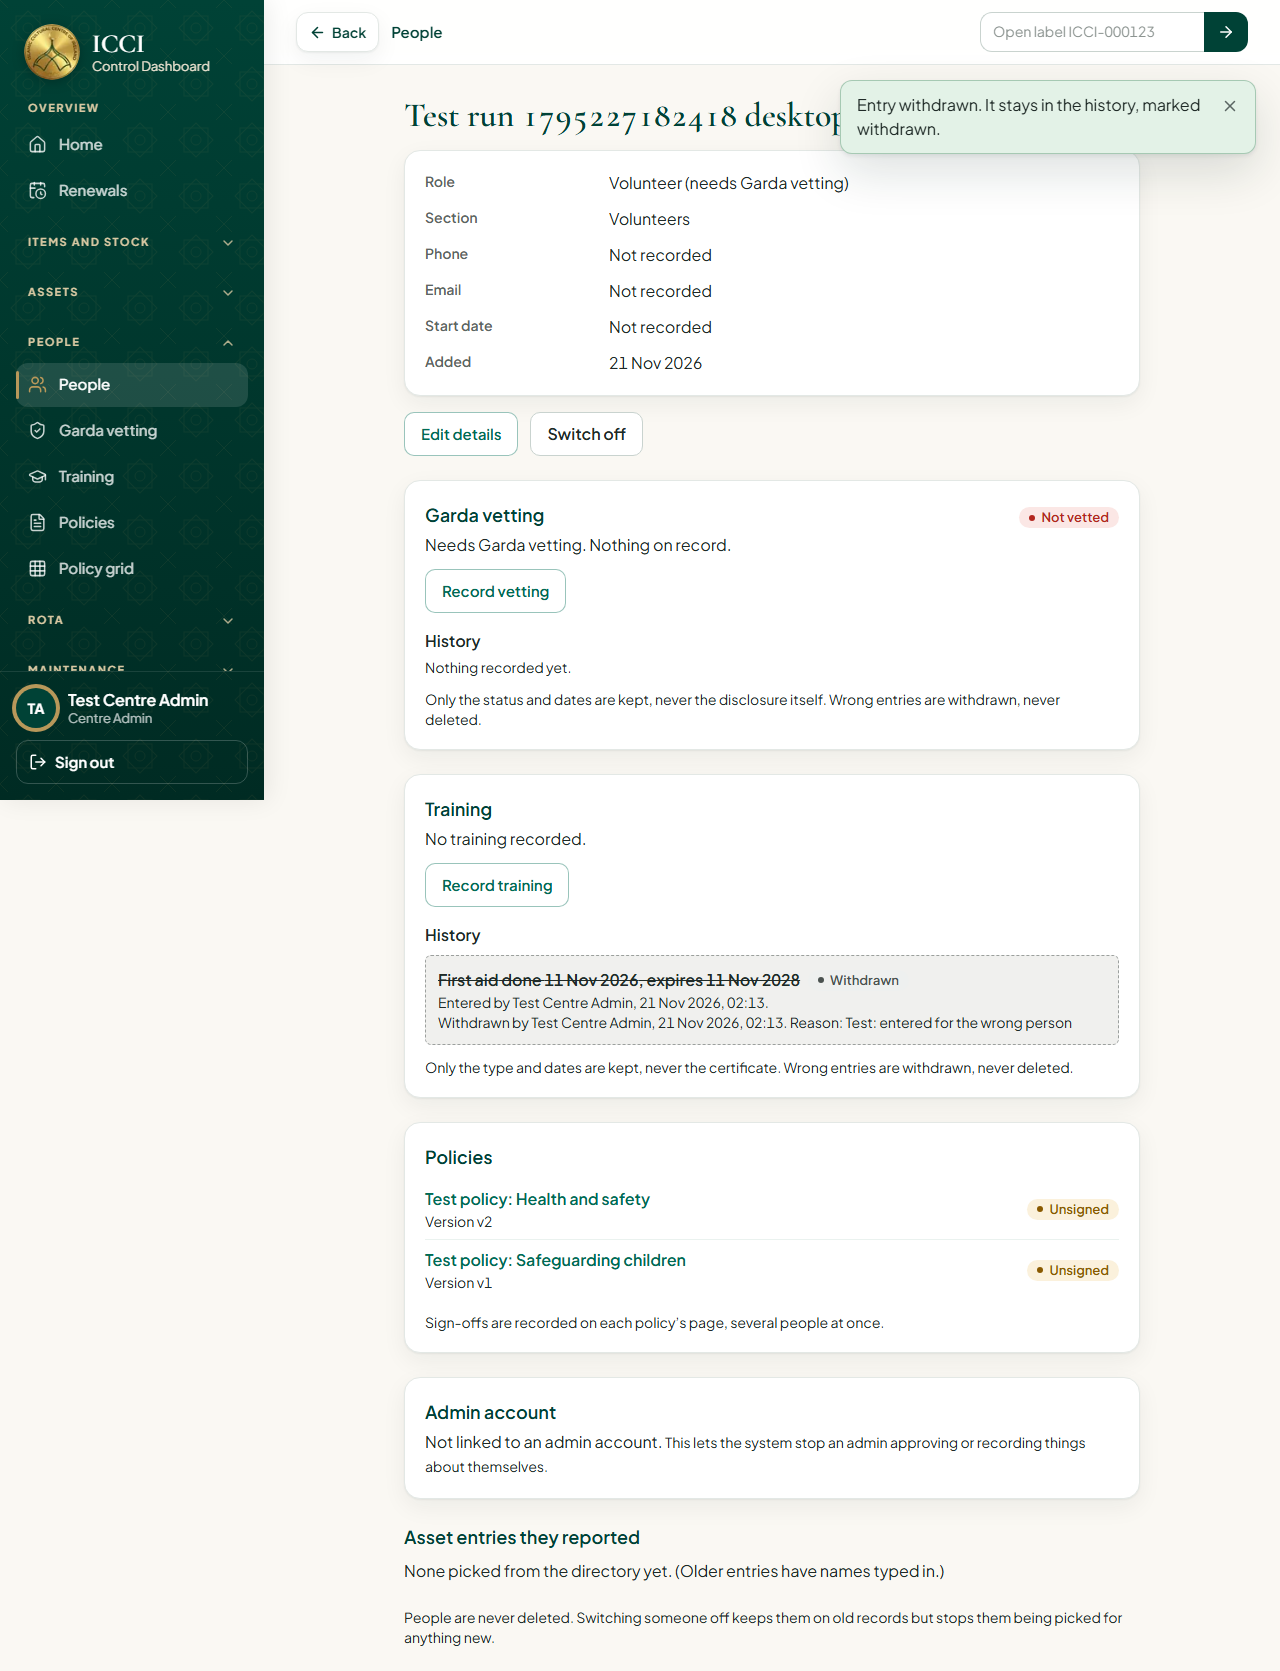 ICCI
Control Dashboard
OVERVIEW
Home
Renewals
ITEMS AND STOCK
ASSETS
PEOPLE
People
Garda vetting
Training
Policies
Policy grid
ROTA
MAINTENANCE
TA
Test Centre Admin
Centre Admin
Sign out
Back
People
Open label ICCI-000123
Entry withdrawn. It stays in the history, marked
withdrawn.
Test run 1795227182418 desktop
Role
Volunteer (needs Garda vetting)
Section
Volunteers
Phone
Not recorded
Email
Not recorded
Start date
Not recorded
Added
21 Nov 2026
Edit details
Switch off
Garda vetting
Not vetted
Needs Garda vetting. Nothing on record.
Record vetting
History
Nothing recorded yet.
Only the status and dates are kept, never the disclosure itself. Wrong entries are withdrawn, never
deleted.
Training
No training recorded.
Record training
History
First aid done 11 Nov 2026, expires 11 Nov 2028
Withdrawn
Entered by Test Centre Admin, 21 Nov 2026, 02:13.
Withdrawn by Test Centre Admin, 21 Nov 2026, 02:13. Reason: Test: entered for the wrong person
Only the type and dates are kept, never the certificate. Wrong entries are withdrawn, never deleted.
Policies
Test policy: Health and safety
Version v2
Unsigned
Test policy: Safeguarding children
Version v1
Unsigned
Sign-offs are recorded on each policy's page, several people at once.
Admin account
Not linked to an admin account. This lets the system stop an admin approving or recording things
about themselves.
Asset entries they reported
None picked from the directory yet. (Older entries have names typed in.)
People are never deleted. Switching someone off keeps them on old records but stops them being picked for
anything new.